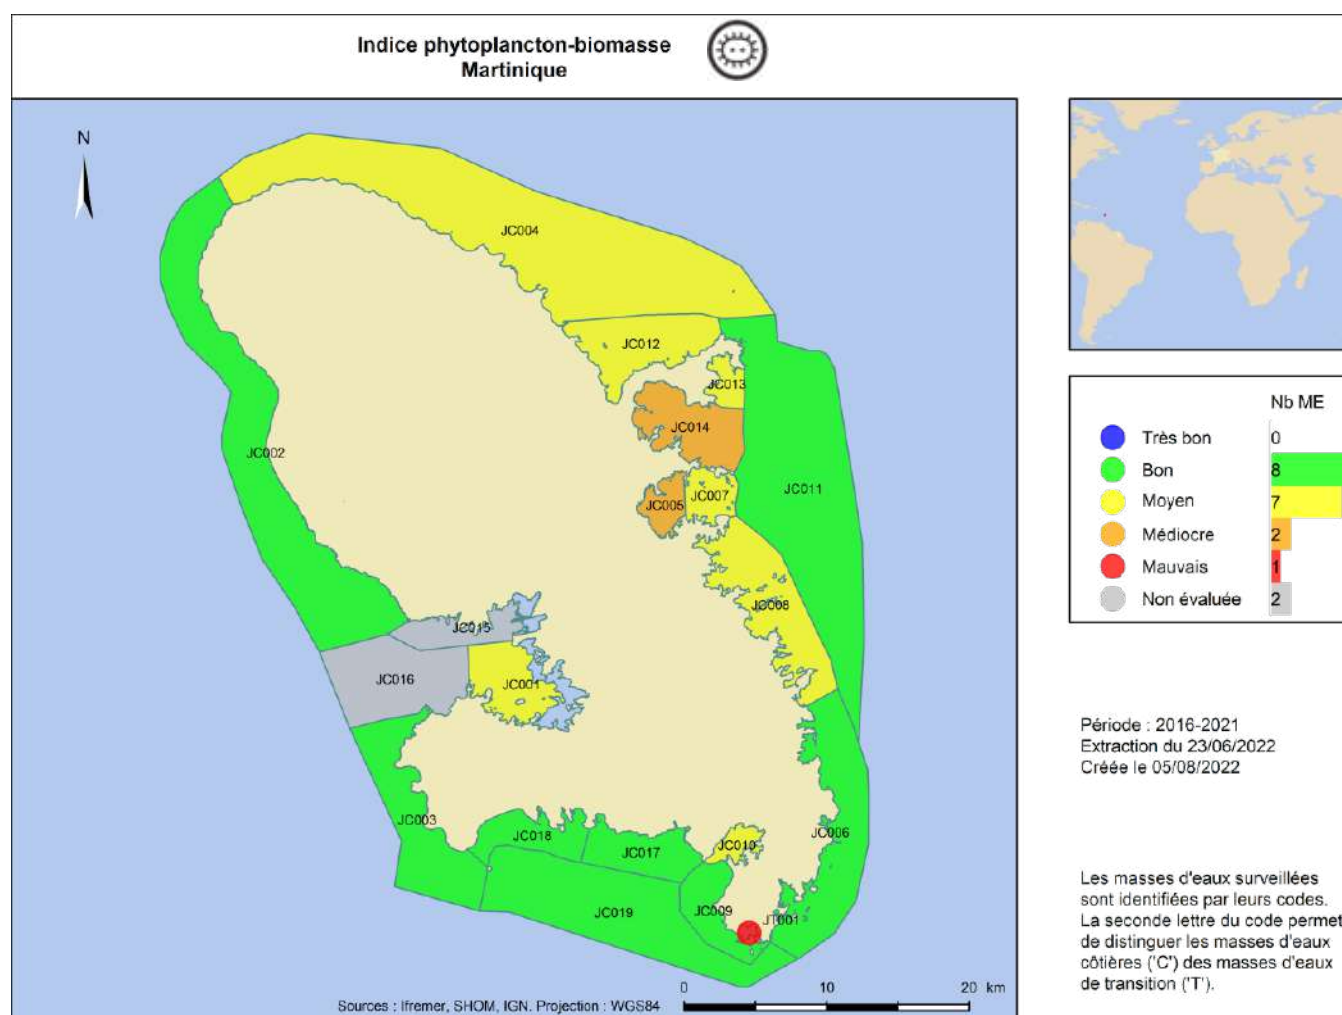 Indice phytoplancton-biomasse
Martinique
N
JC004
JC012
JC013
JC014
JC002
JC011
JC005
JC007
JC008
JC015
JC016
JC001
JC003
JC018
JC017
JC010
JC006
JC019
JC009
JT001
0 10 20 km
Sources : Ifremer, SHOM, IGN. Projection : WGS84
Nb ME
Très bon 0
Bon 8
Moyen 7
Médiocre 2
Mauvais 1
Non évaluée 2
Période : 2016-2021
Extraction du 23/06/2022
Créée le 05/08/2022
Les masses d'eaux surveillées
sont identifiées par leurs codes.
La seconde lettre du code permet
de distinguer les masses d'eaux
côtières ('C') des masses d'eaux
de transition ('T').